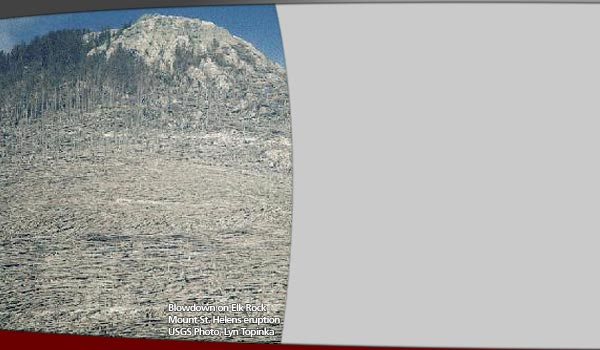 Blowdown on Elk Rock,
Mount St. Helens eruption
USGS Photo, Lyn Topinka